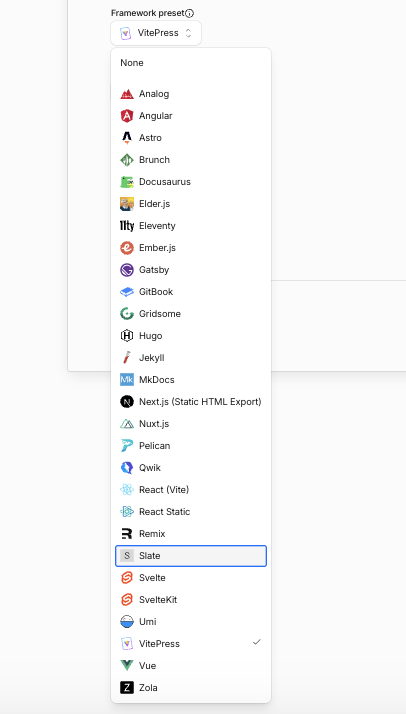 Framework preset
VitePress
None
Analog
Angular
Astro
Brunch
Docusaurus
Elder.js
11ty Eleventy
Ember.js
Gatsby
GitBook
Gridsome
Hugo
Jekyll
Mk MkDocs
Next.js (Static HTML Export)
Nuxt.js
Pelican
Qwik
React (Vite)
React Static
Remix
S Slate
Svelte
SvelteKit
Umi
VitePress
Vue
Z Zola